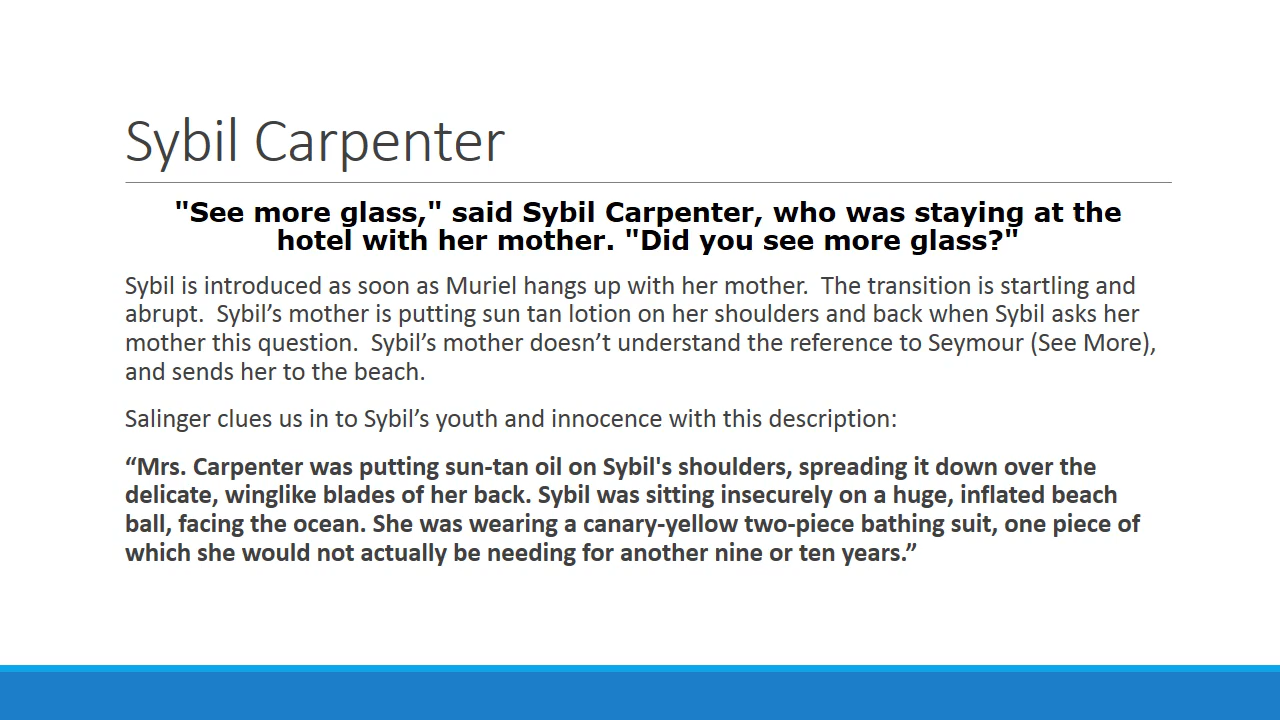 Sybil Carpenter
"See more glass," said Sybil Carpenter, who was staying at the
hotel with her mother. "Did you see more glass?"
Sybil is introduced as soon as Muriel hangs up with her mother.  The transition is startling and
abrupt.  Sybil’s mother is putting sun tan lotion on her shoulders and back when Sybil asks her
mother this question.  Sybil’s mother doesn’t understand the reference to Seymour (See More),
and sends her to the beach.
Salinger clues us in to Sybil’s youth and innocence with this description:
“Mrs. Carpenter was putting sun-tan oil on Sybil's shoulders, spreading it down over the
delicate, winglike blades of her back. Sybil was sitting insecurely on a huge, inflated beach
ball, facing the ocean. She was wearing a canary-yellow two-piece bathing suit, one piece of
which she would not actually be needing for another nine or ten years.”